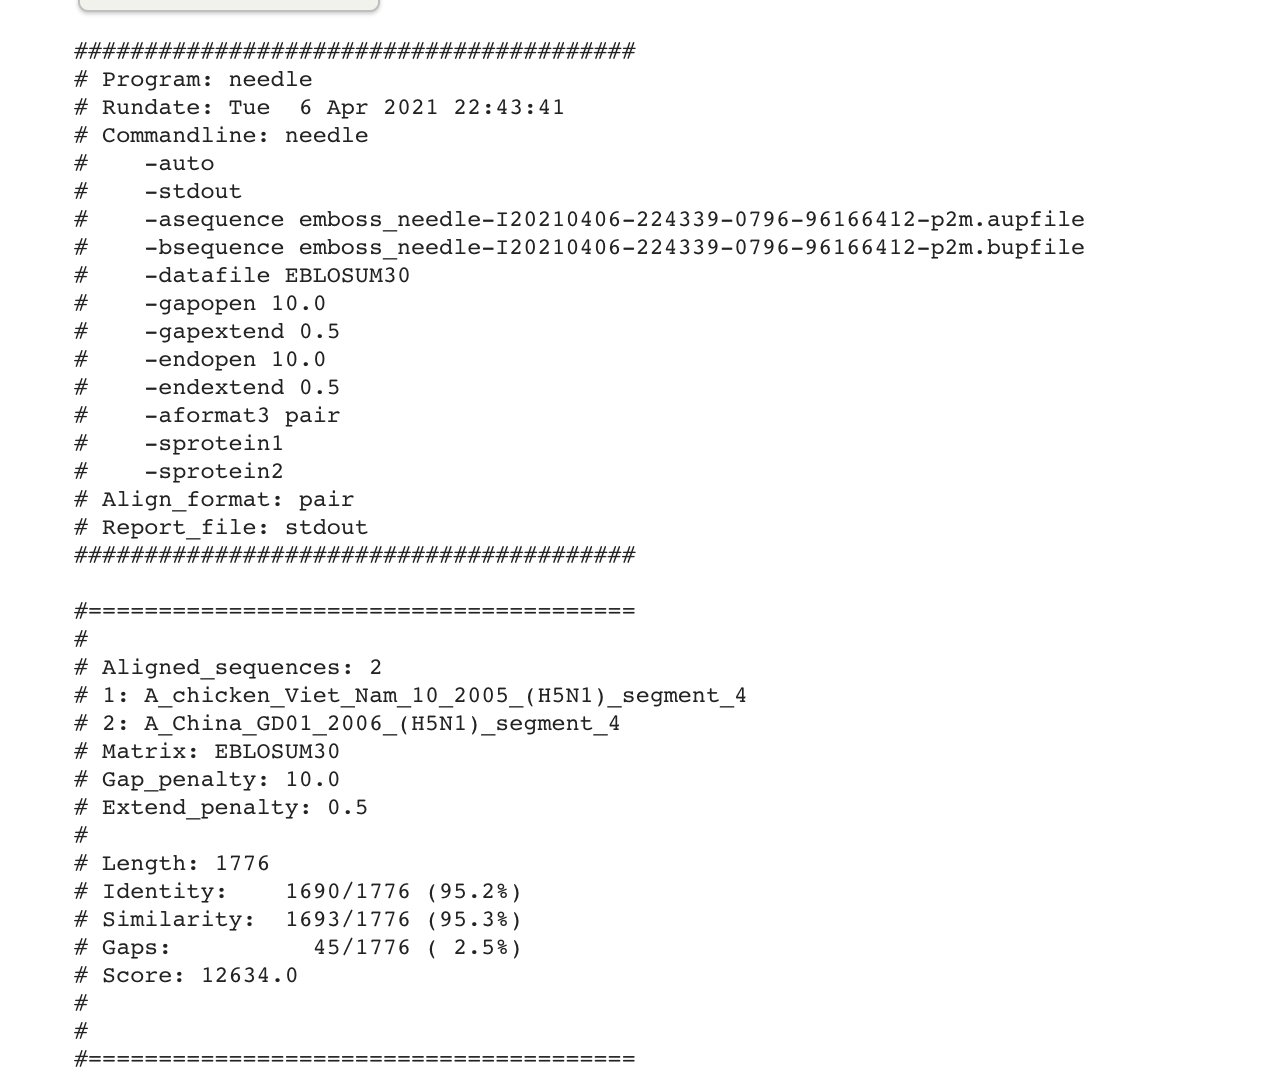 ########################################
# Program: needle
# Rundate: Tue  6 Apr 2021 22:43:41
# Commandline: needle
#    -auto
#    -stdout
#    -asequence emboss_needle-I20210406-224339-0796-96166412-p2m.aupfile
#    -bsequence emboss_needle-I20210406-224339-0796-96166412-p2m.bupfile
#    -datafile EBLOSUM30
#    -gapopen 10.0
#    -gapextend 0.5
#    -endopen 10.0
#    -endextend 0.5
#    -aformat3 pair
#    -sprotein1
#    -sprotein2
# Align_format: pair
# Report_file: stdout
########################################
#=======================================
#
# Aligned_sequences: 2
# 1: A_chicken_Viet_Nam_10_2005_(H5N1)_segment_4
# 2: A_China_GD01_2006_(H5N1)_segment_4
# Matrix: EBLOSUM30
# Gap_penalty: 10.0
# Extend_penalty: 0.5
#
# Length: 1776
# Identity:    1690/1776 (95.2%)
# Similarity:  1693/1776 (95.3%)
# Gaps:          45/1776 ( 2.5%)
# Score: 12634.0
#
#
#=======================================